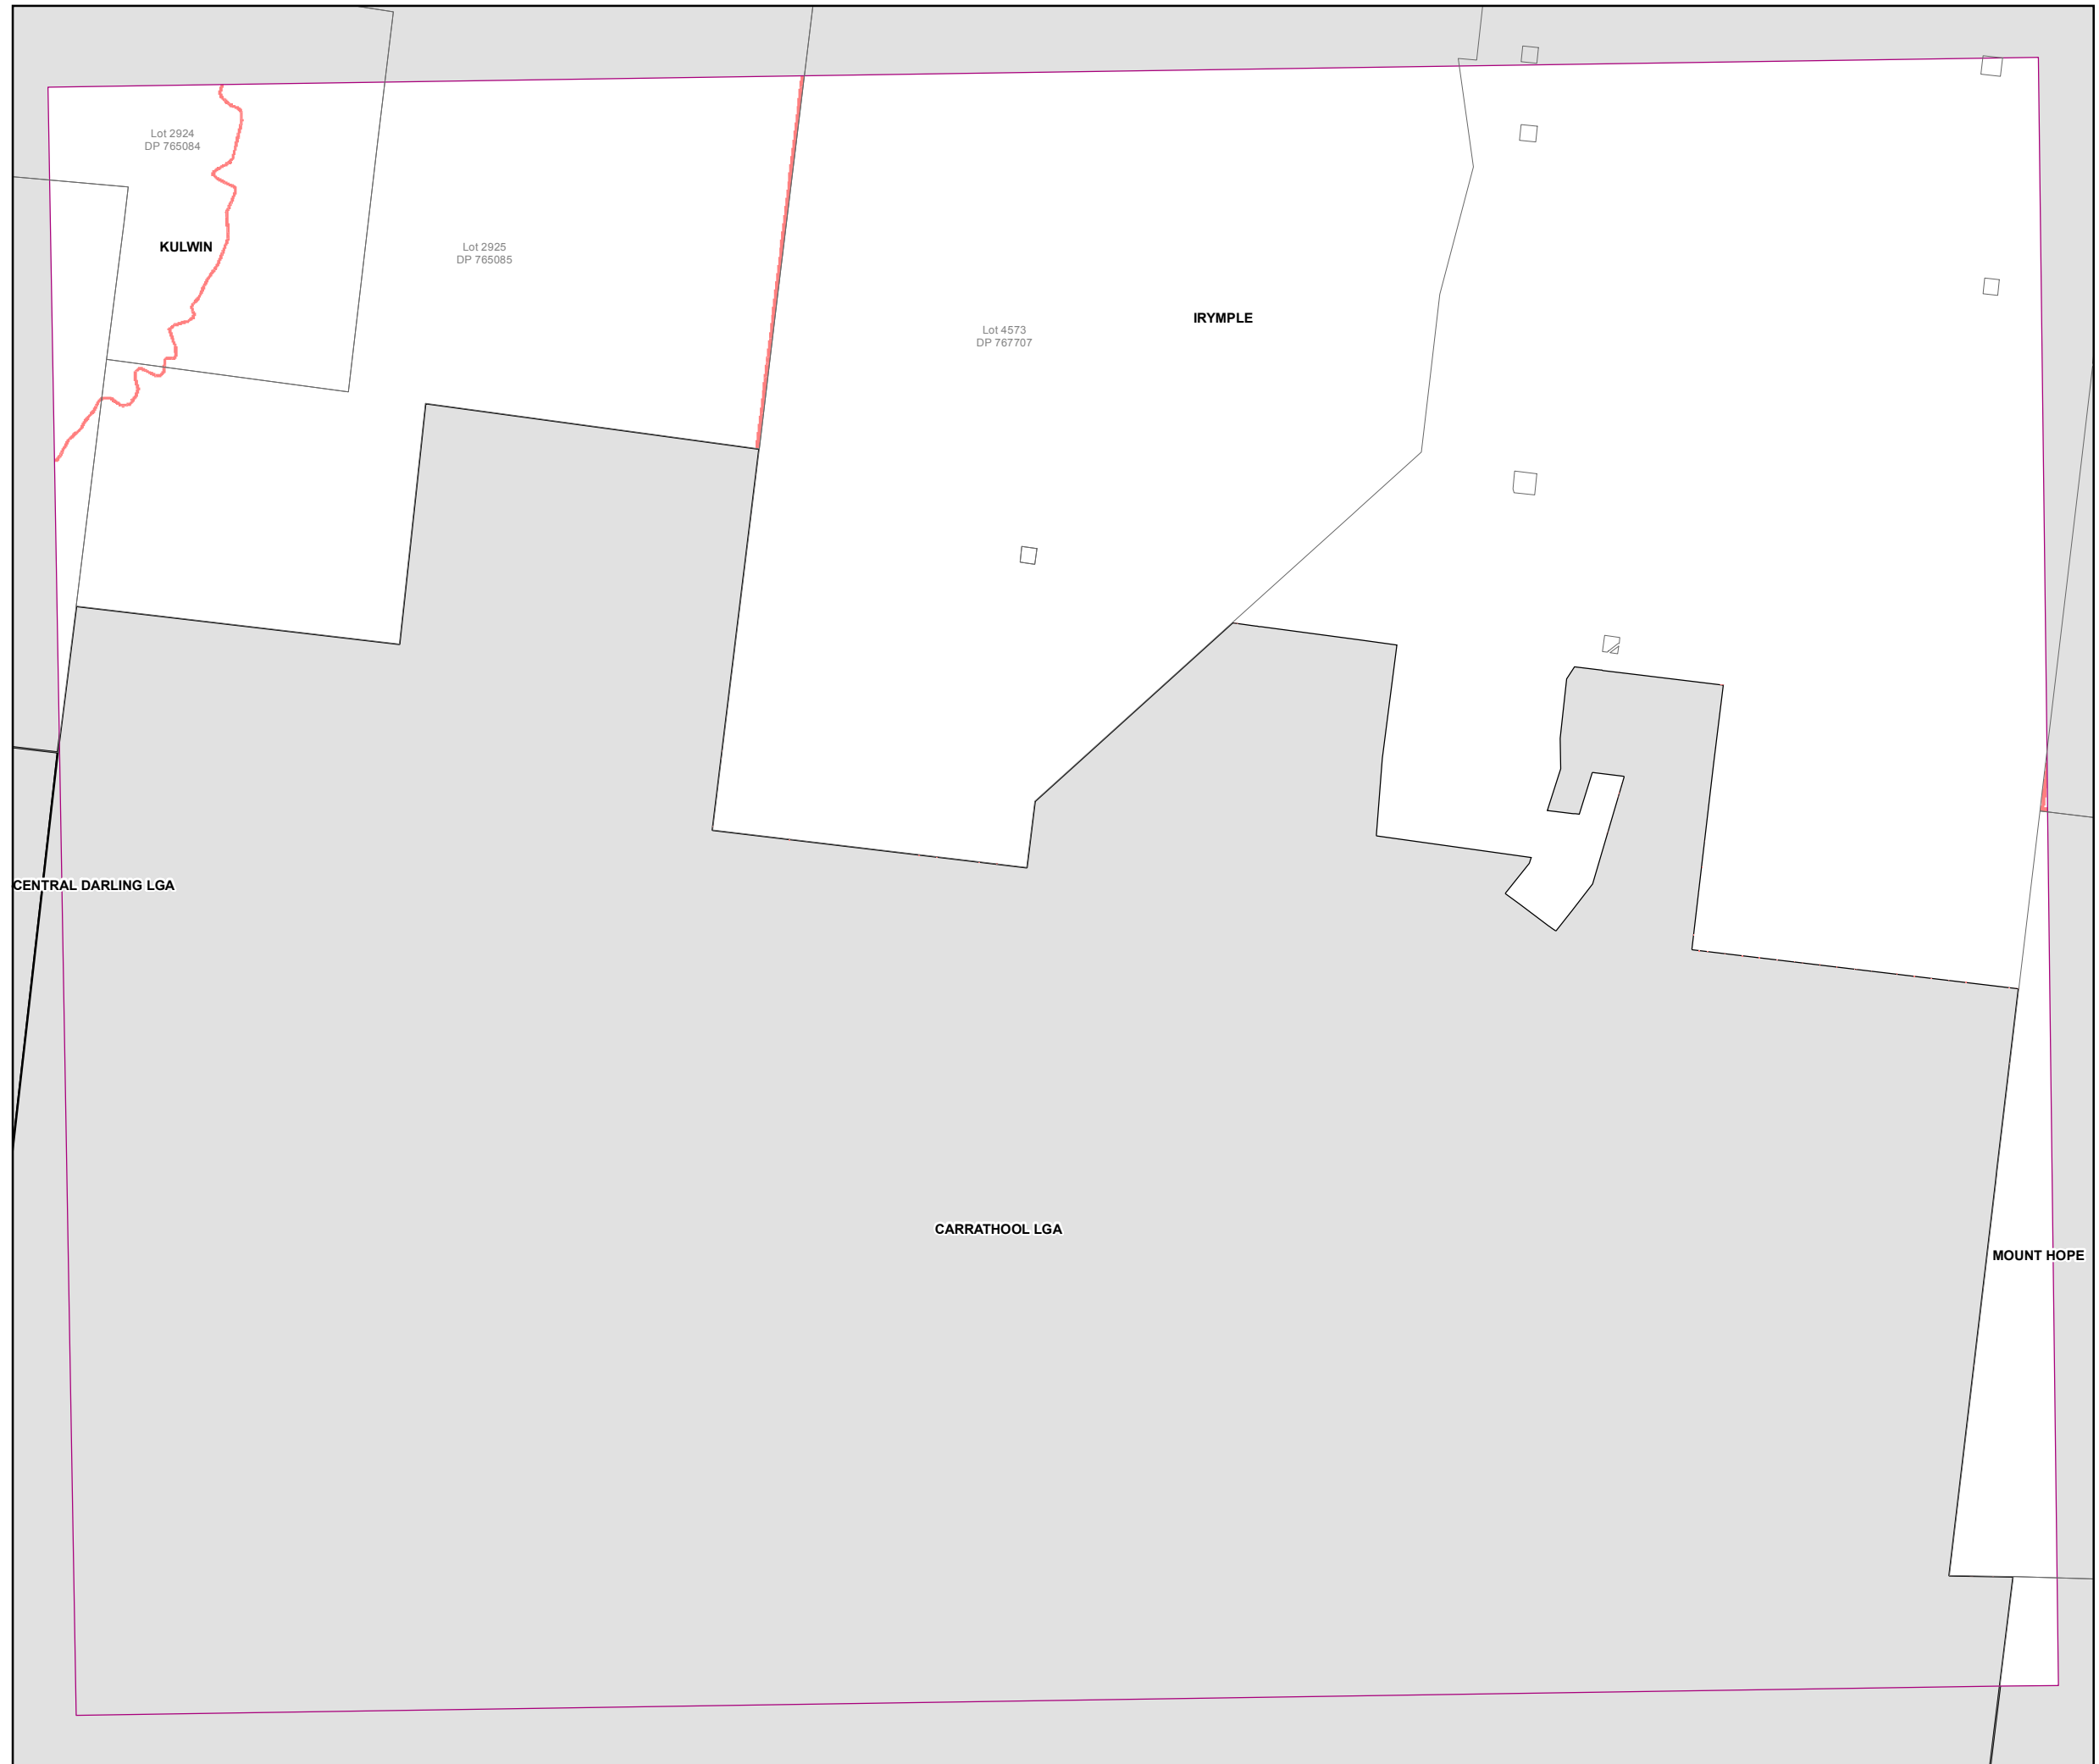 Lot 2924
DP 765084
KULWIN
Lot 2925
DP 765085
IRYMPLE
Lot 4573
DP 767707
CENTRAL DARLING LGA
CARRATHOOL LGA
MOUNT HOPE